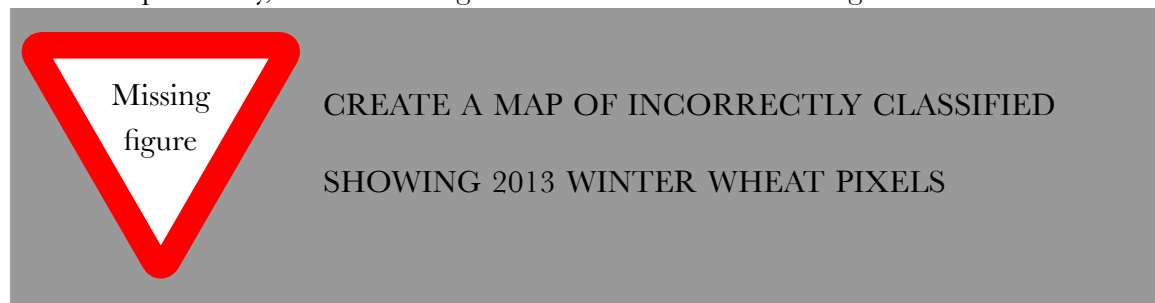 Missing
figure
CREATE A MAP OF INCORRECTLY CLASSIFIED
SHOWING 2013 WINTER WHEAT PIXELS